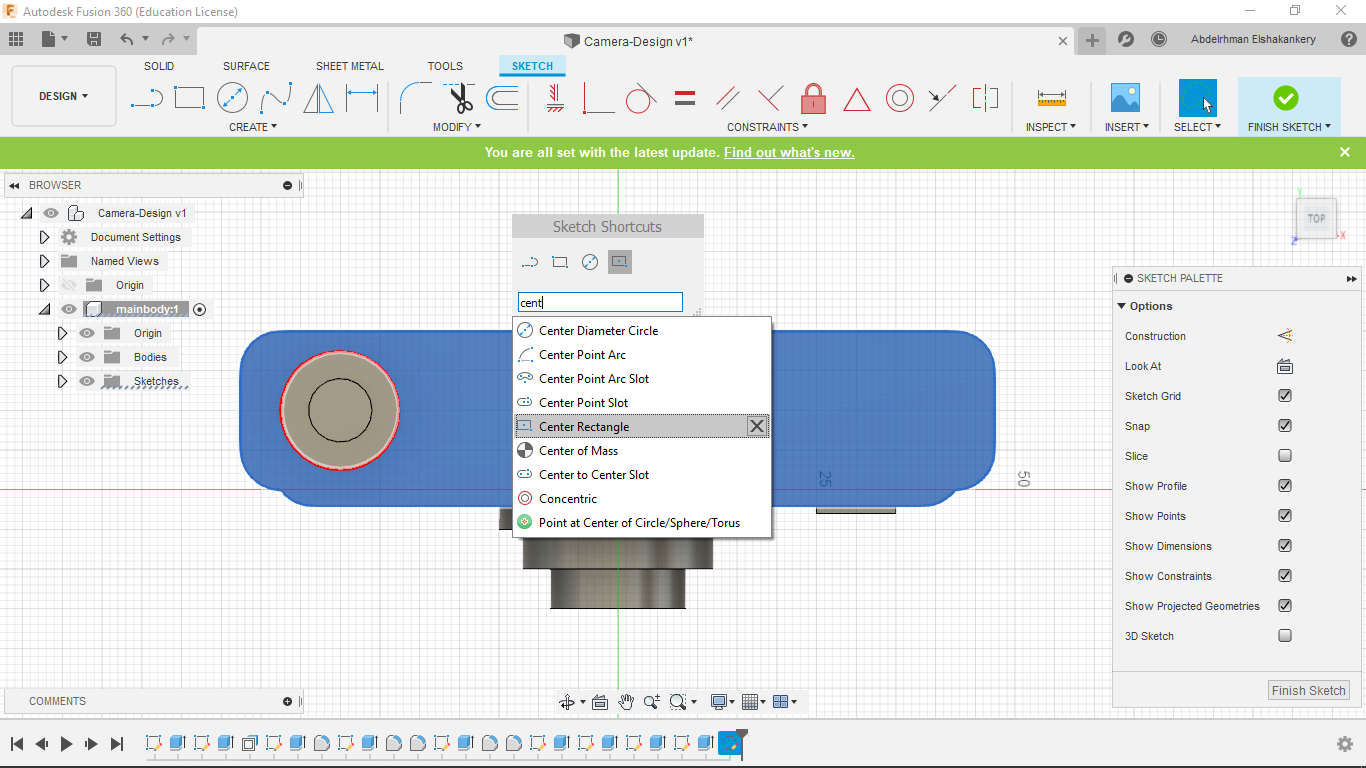 Autodesk Fusion 360 (Education License)
Camera-Design v1*
Abdelrhman Elshakankery
SOLID SURFACE SHEET METAL TOOLS SKETCH
DESIGN
CREATE MODIFY CONSTRAINTS INSPECT INSERT SELECT FINISH SKETCH
You are all set with the latest update. Find out what's new.
BROWSER
Camera-Design v1
Document Settings
Named Views
Origin
mainbody:1
Origin
Bodies
Sketches
Sketch Shortcuts
cent
Center Diameter Circle
Center Point Arc
Center Point Arc Slot
Center Point Slot
Center Rectangle
Center of Mass
Center to Center Slot
Concentric
Point at Center of Circle/Sphere/Torus
25
50
TOP
Y
X
Z
SKETCH PALETTE
Options
Construction
Look At
Sketch Grid
Snap
Slice
Show Profile
Show Points
Show Dimensions
Show Constraints
Show Projected Geometries
3D Sketch
Finish Sketch
COMMENTS